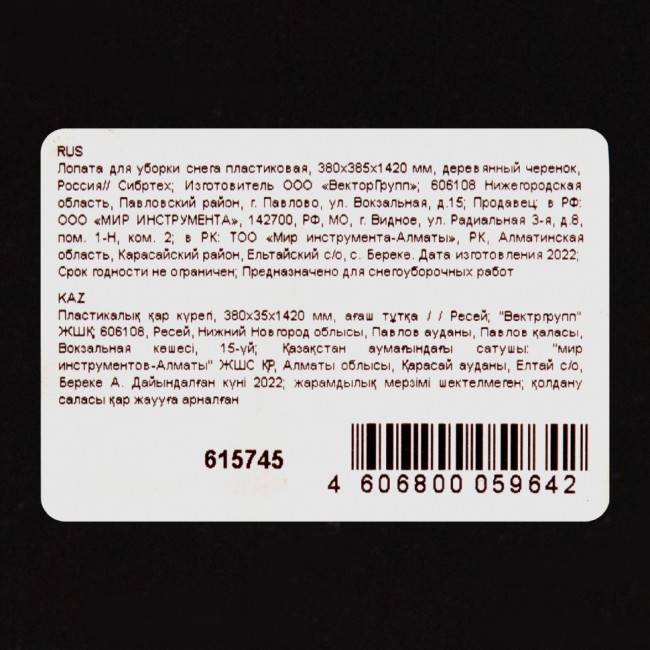 RUS
Лопата для уборки снега пластиковая, 380х385х1420 мм, деревянный черенок,
Россия// Сибртех; Изготовитель ООО «ВекторГрупп»; 606108 Нижегородская
область, Павловский район, г. Павлово, ул. Вокзальная, д.15; Продавец: в РФ:
ООО «МИР ИНСТРУМЕНТА», 142700, РФ, МО, г. Видное, ул. Радиальная 3-я, д.8,
пом. 1-Н, ком. 2; в РК: ТОО «Мир инструмента-Алматы», РК, Алматинская
область, Карасайский район, Ельтайский с/о, с. Береке. Дата изготовления 2022;
Срок годности не ограничен; Предназначено для снегоуборочных работ
KAZ
Пластикалық қар күрегі, 380х35х1420 мм, ағаш тұтқа / / Ресей; "Вектргрупп"
ЖШҚ; 606108, Ресей, Нижний Новгород облысы, Павлов ауданы, Павлов қаласы,
Вокзальная көшесі, 15-үй; Қазақстан аумағындағы сатушы: "мир
инструментов-Алматы" ЖШС ҚР, Алматы облысы, Қарасай ауданы, Елтай с/о,
Береке А. Дайындалған күні 2022; жарамдылық мерзімі шектелмеген; қолдану
саласы қар жаууға арналған
615745
4 606800 059642